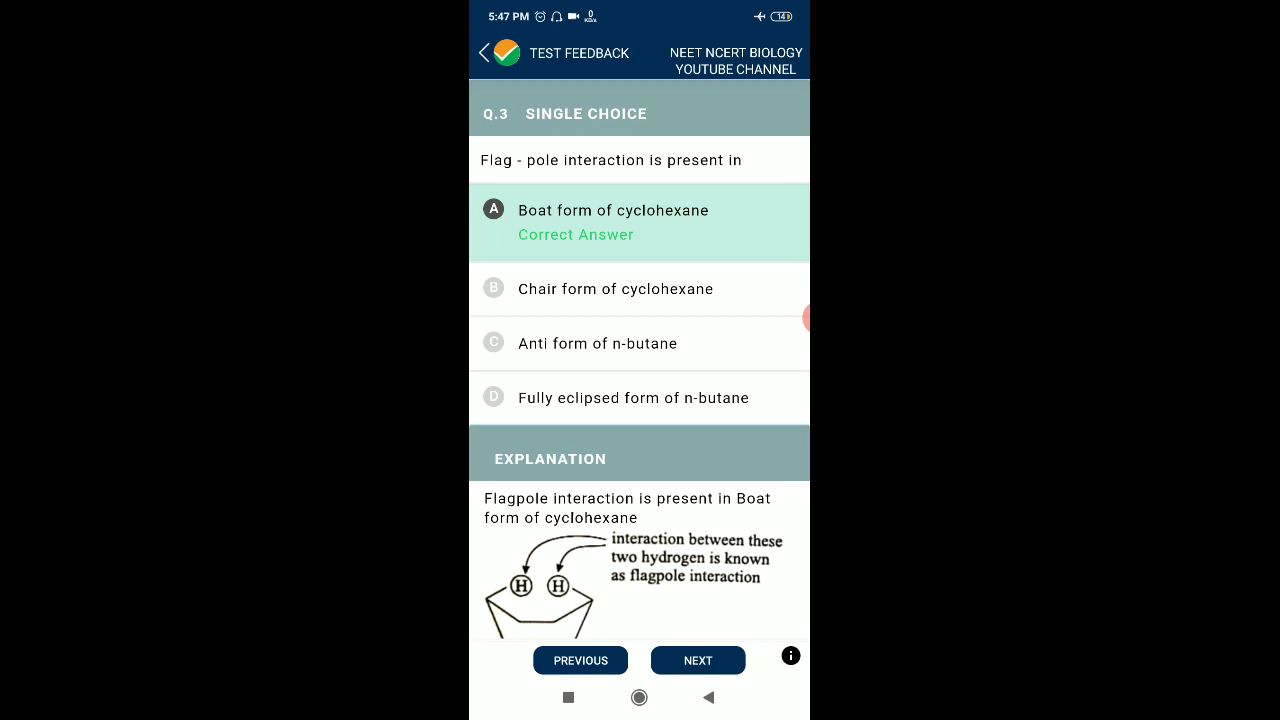 5:47 PM
0
KB/s
14
TEST FEEDBACK
NEET NCERT BIOLOGY
YOUTUBE CHANNEL
Q.3 SINGLE CHOICE
Flag - pole interaction is present in
A Boat form of cyclohexane
Correct Answer
B Chair form of cyclohexane
C Anti form of n-butane
D Fully eclipsed form of n-butane
EXPLANATION
Flagpole interaction is present in Boat
form of cyclohexane
interaction between these
two hydrogen is known
as flagpole interaction
H H
PREVIOUS NEXT